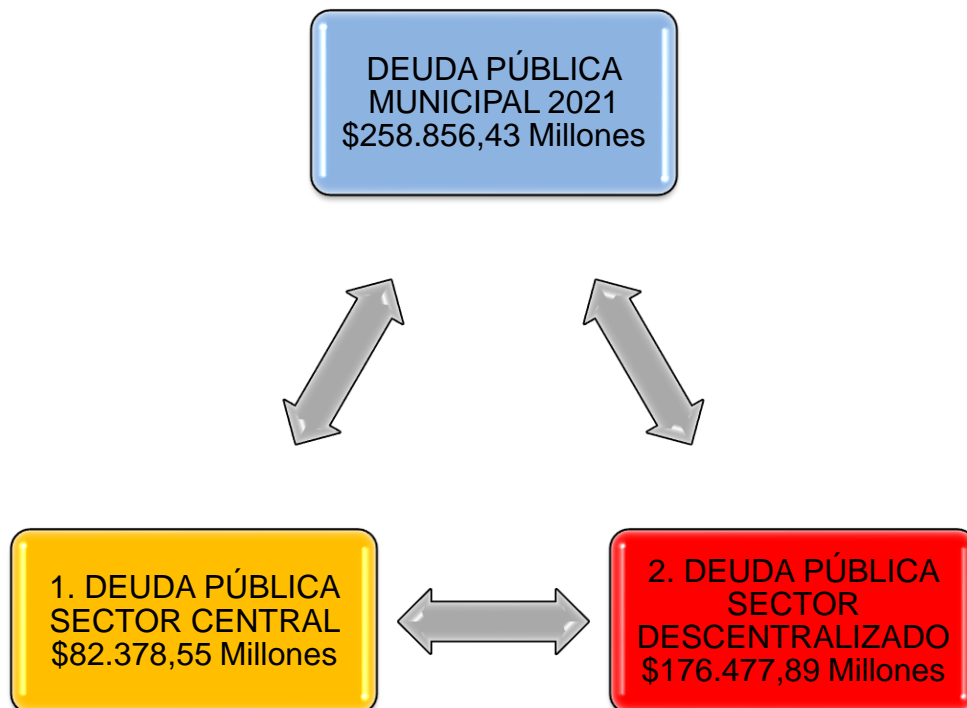 DEUDA PÚBLICA
MUNICIPAL 2021
$258.856,43 Millones
1. DEUDA PÚBLICA
SECTOR CENTRAL
$82.378,55 Millones
2. DEUDA PÚBLICA
SECTOR
DESCENTRALIZADO
$176.477,89 Millones